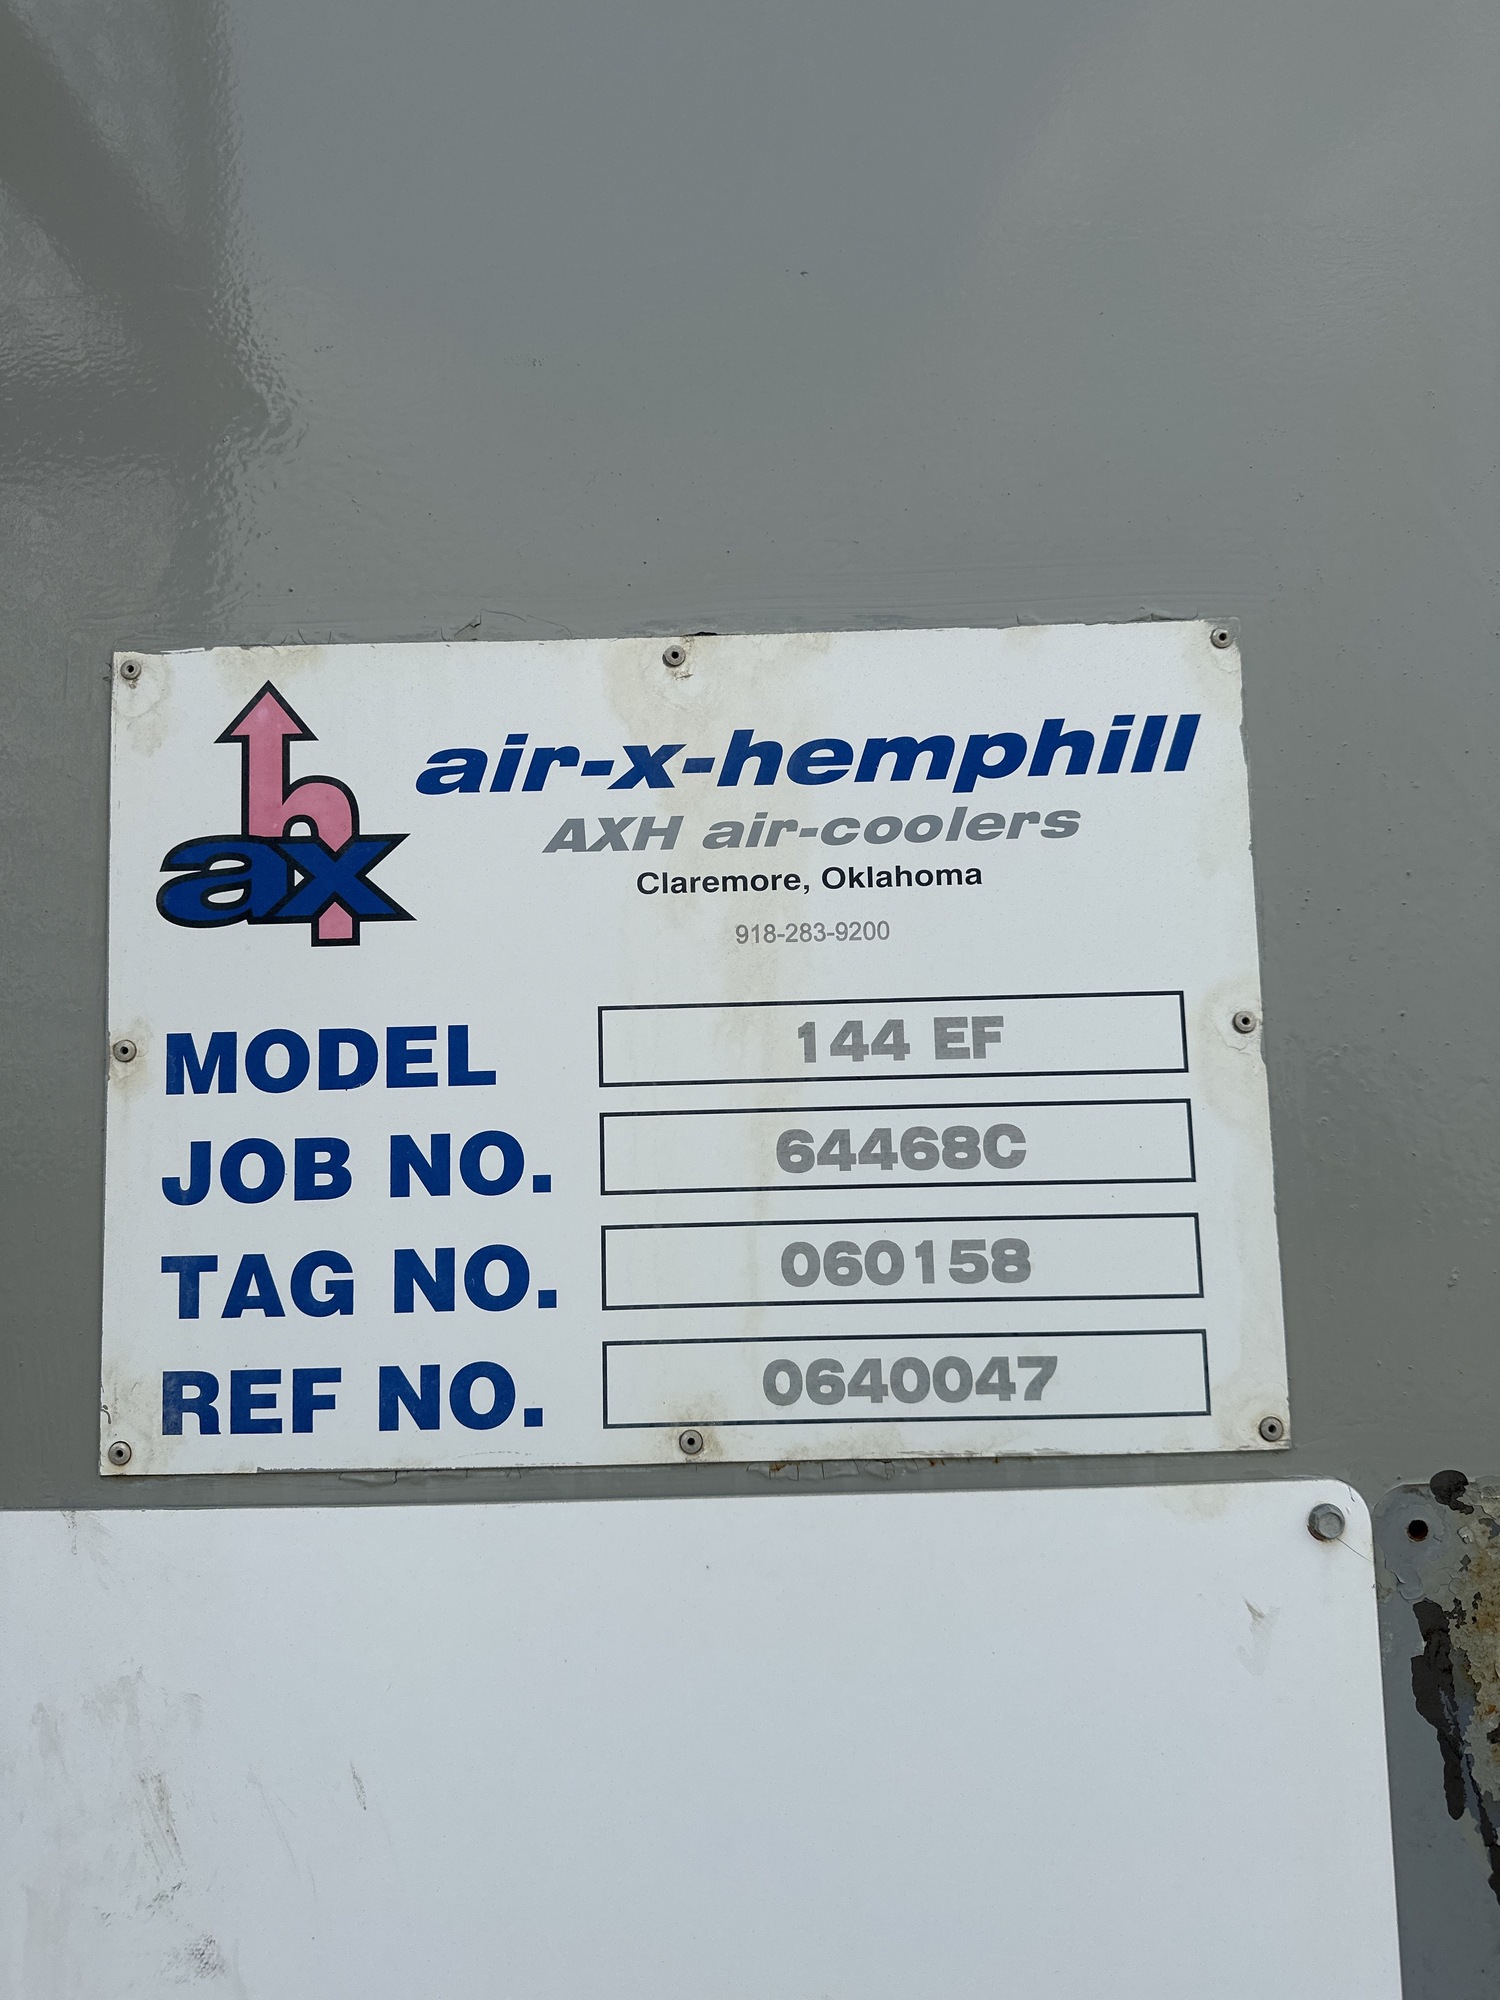 h
ax
air-x-hemphill
AXH air-coolers
Claremore, Oklahoma
918-283-9200
MODEL 144 EF
JOB NO. 64468C
TAG NO. 060158
REF NO. 0640047